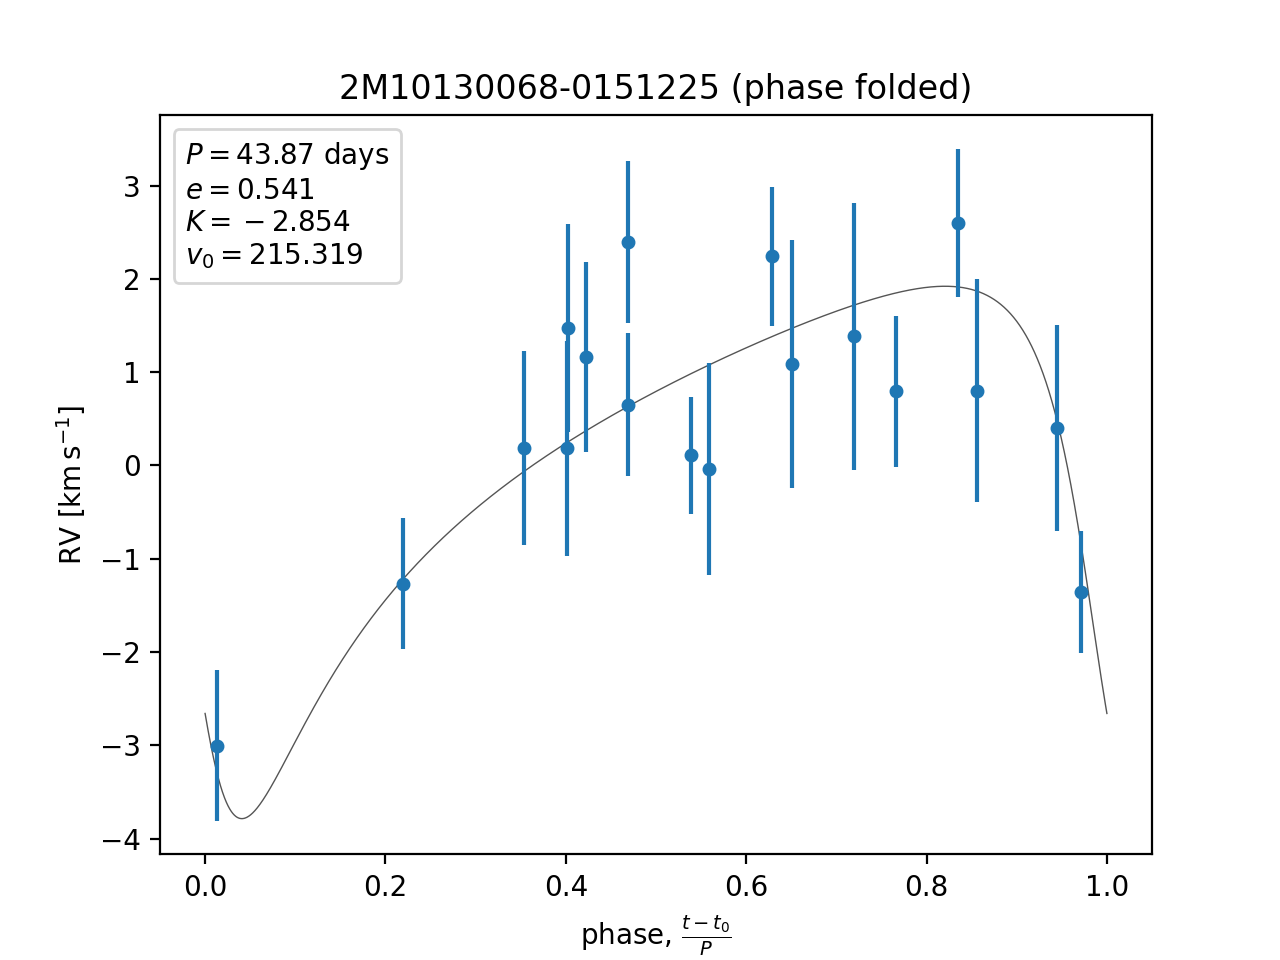 2M10130068-0151225 (phase folded)
P = 43.87 days
e = 0.541
K = −2.854
v₀ = 215.319
RV [km s⁻¹]
3
2
1
0
−1
−2
−3
−4
0.0 0.2 0.4 0.6 0.8 1.0
phase, (t − t₀)/P